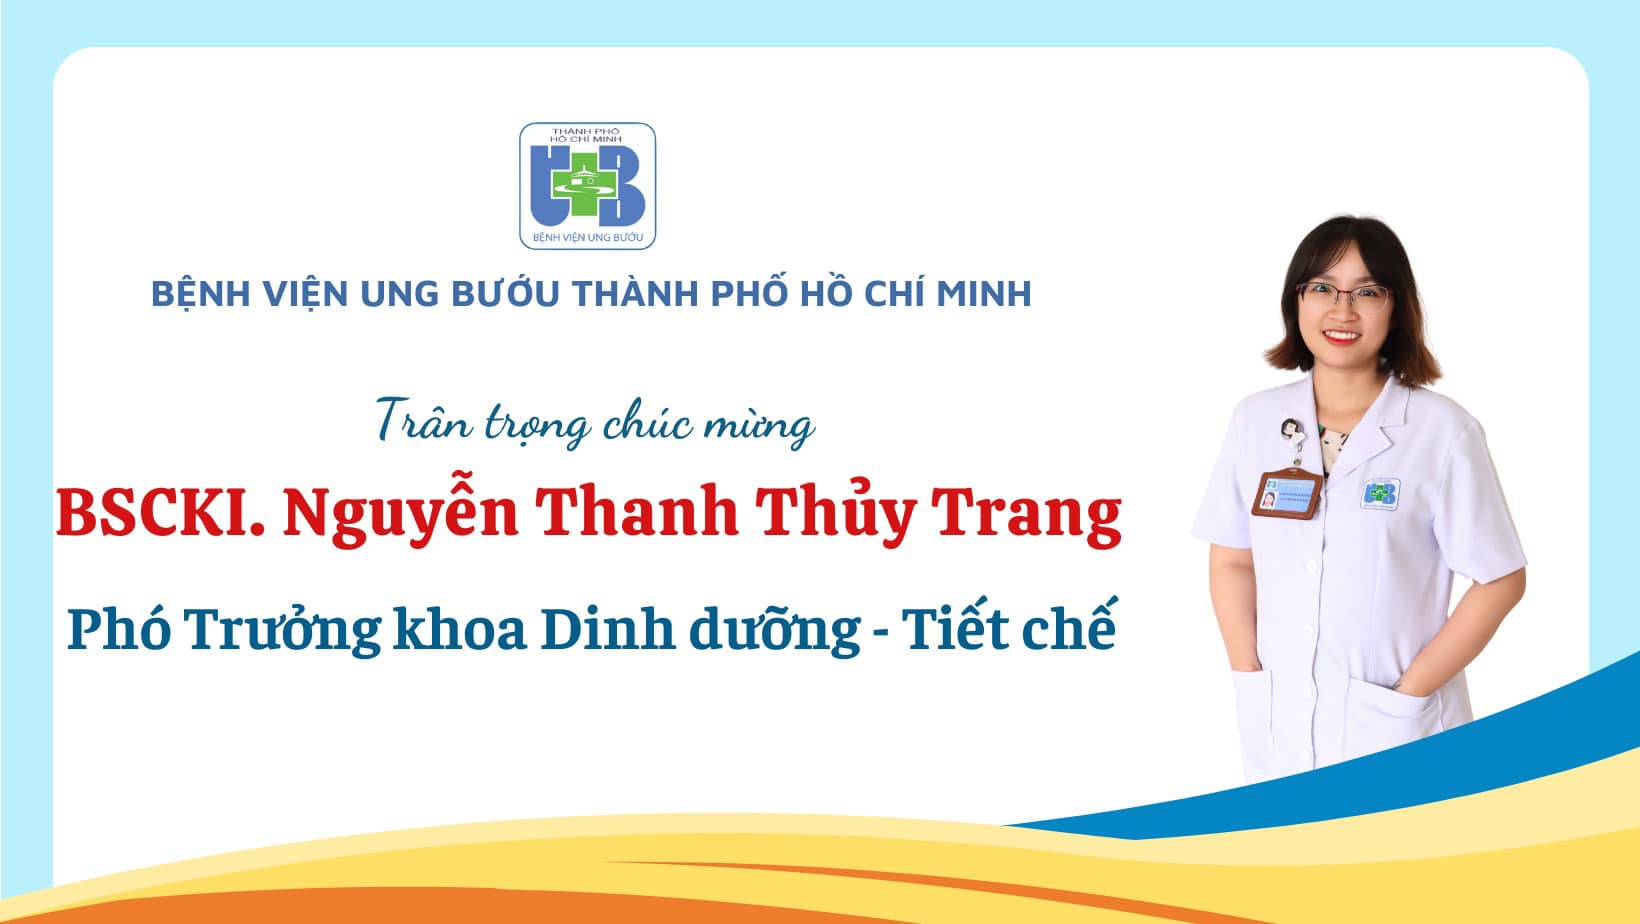 THÀNH PHỐ
HỒ CHÍ MINH
UB
BỆNH VIỆN UNG BƯỚU
BỆNH VIỆN UNG BƯỚU THÀNH PHỐ HỒ CHÍ MINH
Trân trọng chúc mừng
BSCKI. Nguyễn Thanh Thủy Trang
Phó Trưởng khoa Dinh dưỡng - Tiết chế